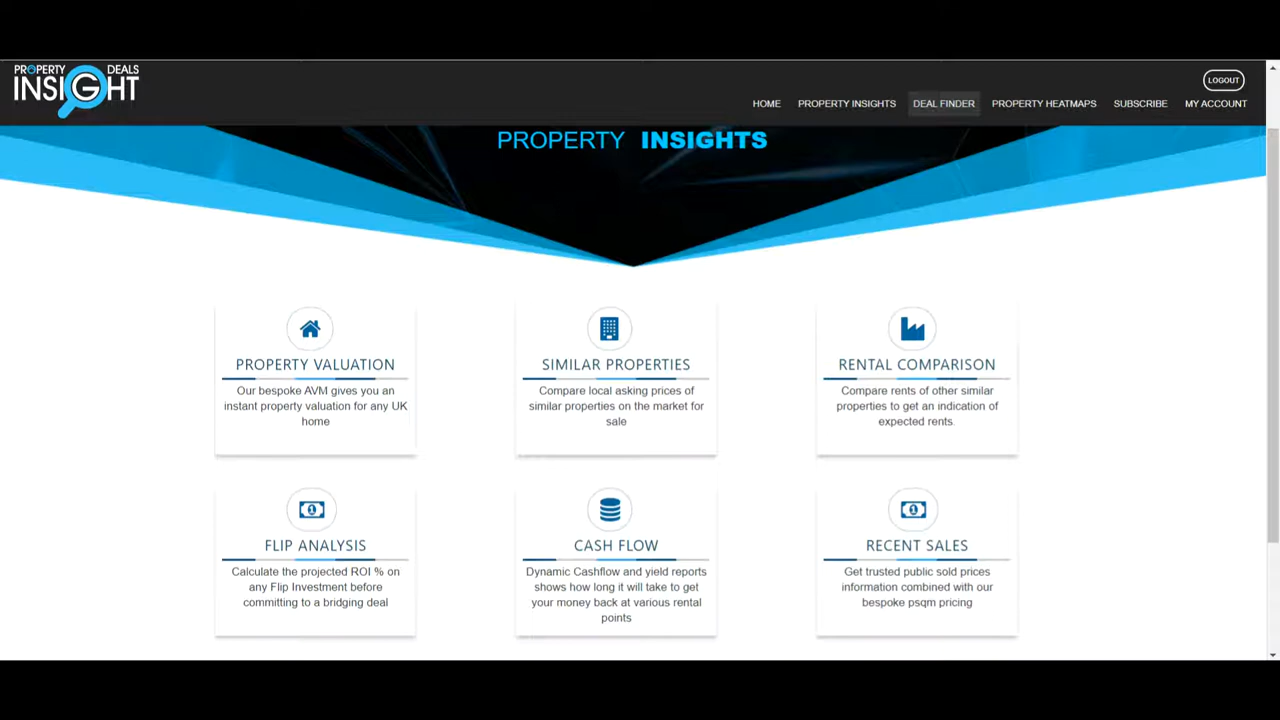 PROPERTY DEALS
INSIGHT
LOGOUT
HOME PROPERTY INSIGHTS DEAL FINDER PROPERTY HEATMAPS SUBSCRIBE MY ACCOUNT
PROPERTY INSIGHTS
PROPERTY VALUATION
Our bespoke AVM gives you an
instant property valuation for any UK
home
SIMILAR PROPERTIES
Compare local asking prices of
similar properties on the market for
sale
RENTAL COMPARISON
Compare rents of other similar
properties to get an indication of
expected rents.
FLIP ANALYSIS
Calculate the projected ROI % on
any Flip Investment before
committing to a bridging deal
CASH FLOW
Dynamic Cashflow and yield reports
shows how long it will take to get
your money back at various rental
points
RECENT SALES
Get trusted public sold prices
information combined with our
bespoke psqm pricing